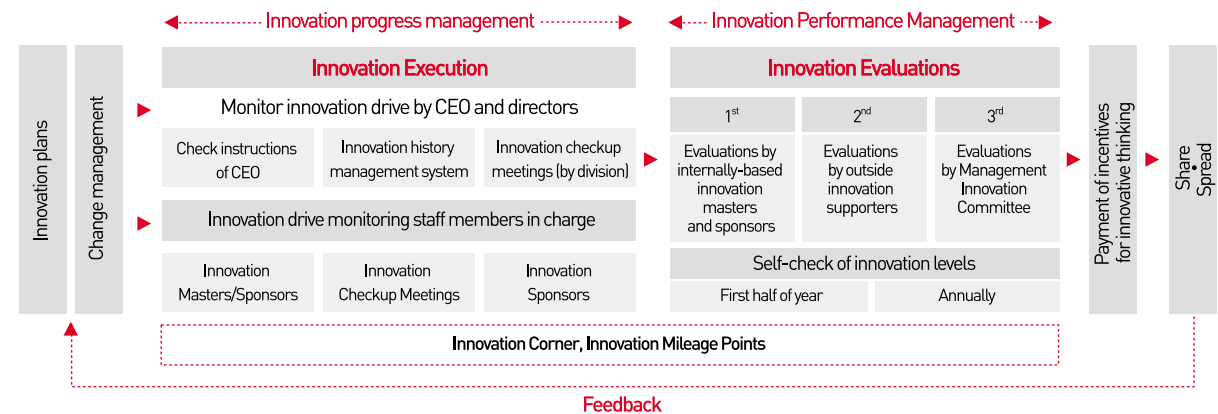 Innovation progress management
Innovation Performance Management
Innovation plans
Change management
Innovation Execution
Monitor innovation drive by CEO and directors
Check instructions
of CEO
Innovation history
management system
Innovation checkup
meetings (by division)
Innovation drive monitoring staff members in charge
Innovation
Masters/Sponsors
Innovation
Checkup Meetings
Innovation
Sponsors
Innovation Evaluations
1st
2nd
3rd
Evaluations by
internally-based
innovation
masters
and sponsors
Evaluations
by outside
innovation
supporters
Evaluations
by Management
Innovation
Committee
Self-check of innovation levels
First half of year
Annually
Payment of incentives
for innovative thinking
Share•
Spread
Innovation Corner, Innovation Mileage Points
Feedback